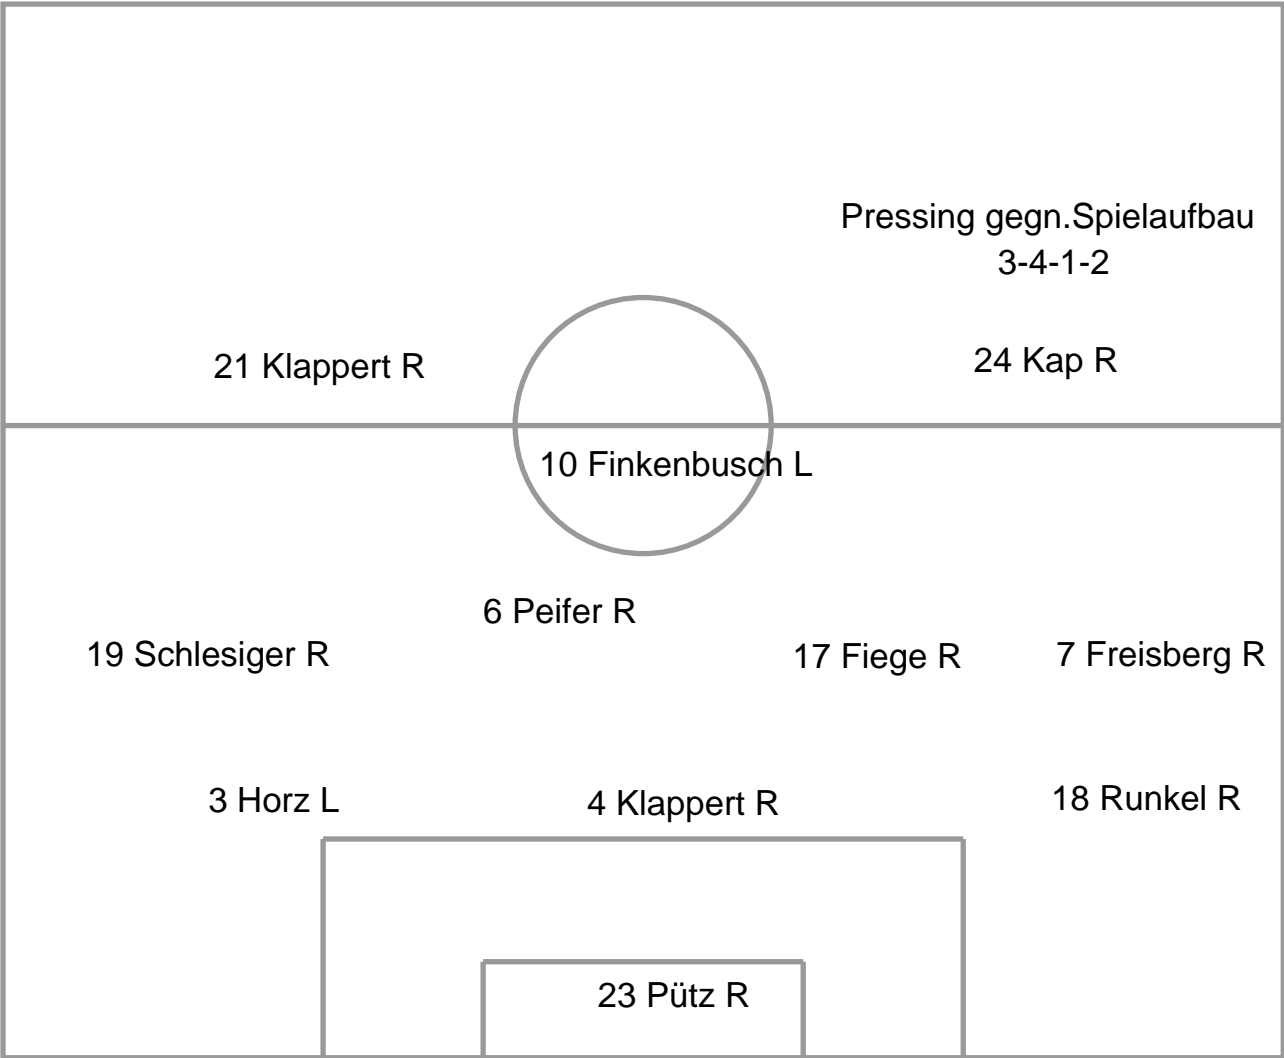 Pressing gegn.Spielaufbau
3-4-1-2
21 Klappert R
24 Kap R
10 Finkenbusch L
6 Peifer R
19 Schlesiger R
17 Fiege R
7 Freisberg R
3 Horz L
4 Klappert R
18 Runkel R
23 Pütz R